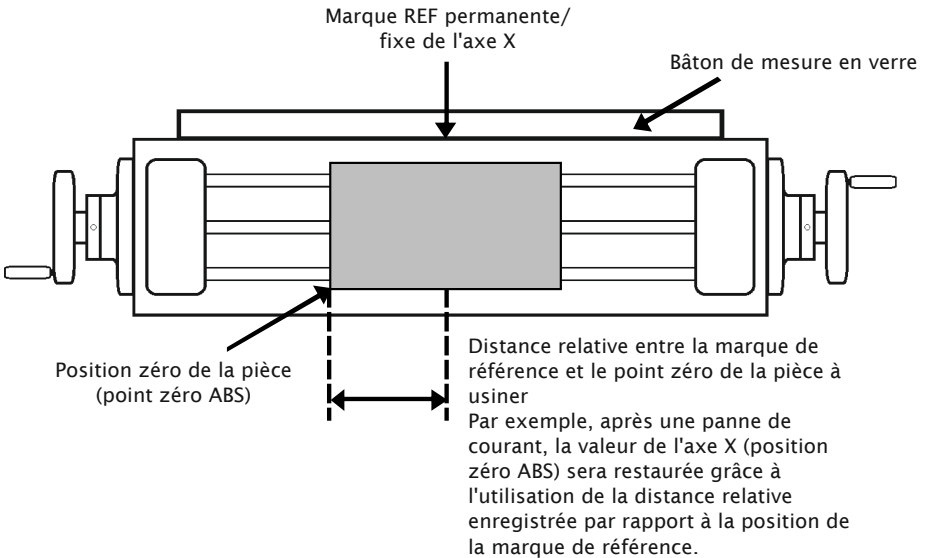 Marque REF permanente/
fixe de l'axe X
Bâton de mesure en verre
Position zéro de la pièce
(point zéro ABS)
Distance relative entre la marque de
référence et le point zéro de la pièce à
usiner
Par exemple, après une panne de
courant, la valeur de l'axe X (position
zéro ABS) sera restaurée grâce à
l'utilisation de la distance relative
enregistrée par rapport à la position de
la marque de référence.